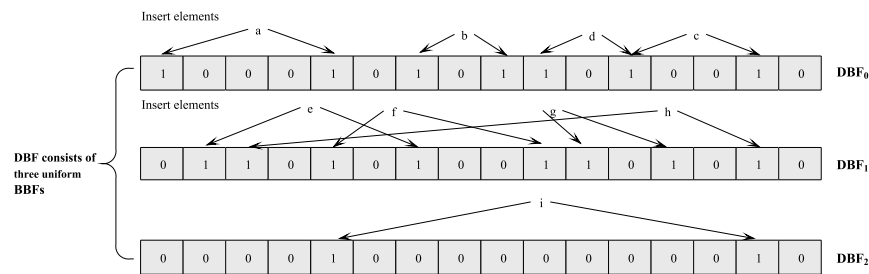 Insert elements
a b d c
1 0 0 0 1 0 1 0 1 1 0 1 0 0 1 0 DBF0
Insert elements
e f g h
0 1 1 0 1 0 1 0 0 1 1 0 1 0 1 0 DBF1
DBF consists of
three uniform
BBFs
i
0 0 0 0 1 0 0 0 0 0 0 0 0 0 1 0 DBF2